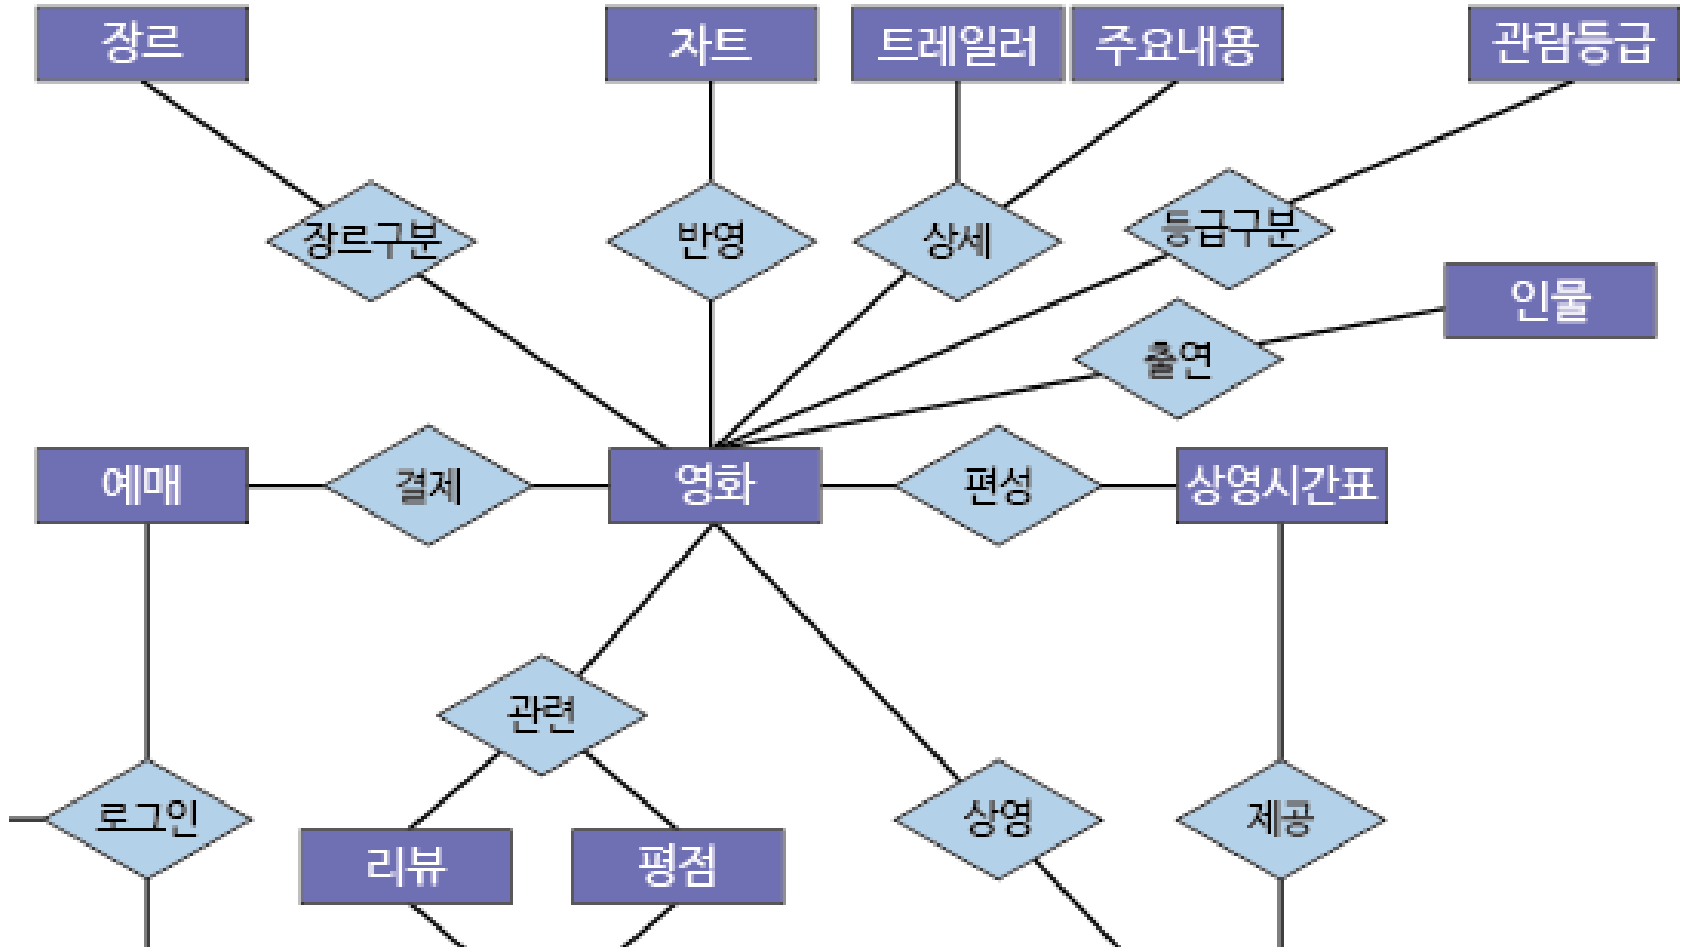 장르
차트
트레일러
주요내용
관람등급
장르구분
반영
상세
등급구분
인물
출연
예매
결제
영화
편성
상영시간표
관련
로그인
상영
제공
리뷰
평점